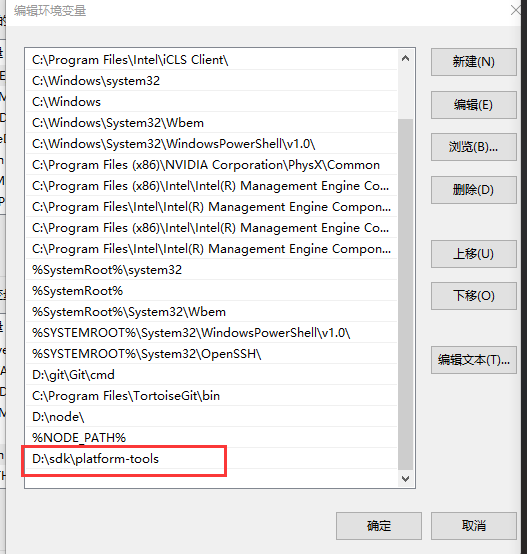 编辑环境变量
C:\Program Files\Intel\iCLS Client\
C:\Windows\system32
C:\Windows
C:\Windows\System32\Wbem
C:\Windows\System32\WindowsPowerShell\v1.0\
C:\Program Files (x86)\NVIDIA Corporation\PhysX\Common
C:\Program Files (x86)\Intel\Intel(R) Management Engine Co...
C:\Program Files\Intel\Intel(R) Management Engine Compon...
C:\Program Files (x86)\Intel\Intel(R) Management Engine Co...
C:\Program Files\Intel\Intel(R) Management Engine Compon...
%SystemRoot%\system32
%SystemRoot%
%SystemRoot%\System32\Wbem
%SYSTEMROOT%\System32\WindowsPowerShell\v1.0\
%SYSTEMROOT%\System32\OpenSSH\
D:\git\Git\cmd
C:\Program Files\TortoiseGit\bin
D:\node\
%NODE_PATH%
D:\sdk\platform-tools
新建(N)
编辑(E)
浏览(B)...
删除(D)
上移(U)
下移(O)
编辑文本(T)...
确定
取消